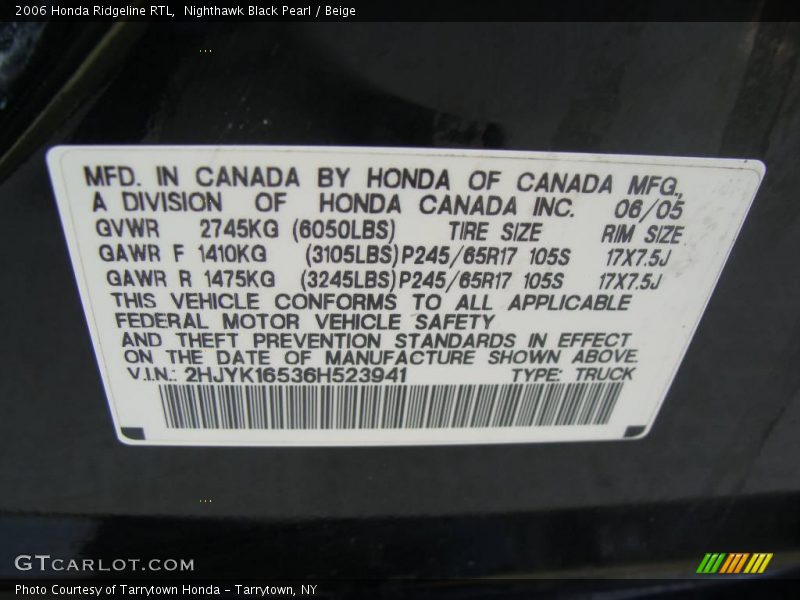 2006 Honda Ridgeline RTL, Nighthawk Black Pearl / Beige
MFD. IN CANADA BY HONDA OF CANADA MFG.,
A DIVISION OF HONDA CANADA INC. 06/05
GVWR 2745KG (6050LBS) TIRE SIZE RIM SIZE
GAWR F 1410KG (3105LBS) P245/65R17 105S 17X7.5J
GAWR R 1475KG (3245LBS) P245/65R17 105S 17X7.5J
THIS VEHICLE CONFORMS TO ALL APPLICABLE
FEDERAL MOTOR VEHICLE SAFETY
AND THEFT PREVENTION STANDARDS IN EFFECT
ON THE DATE OF MANUFACTURE SHOWN ABOVE.
V.I.N.: 2HJYK16536H523941 TYPE: TRUCK
GTCARLOT.COM
Photo Courtesy of Tarrytown Honda - Tarrytown, NY